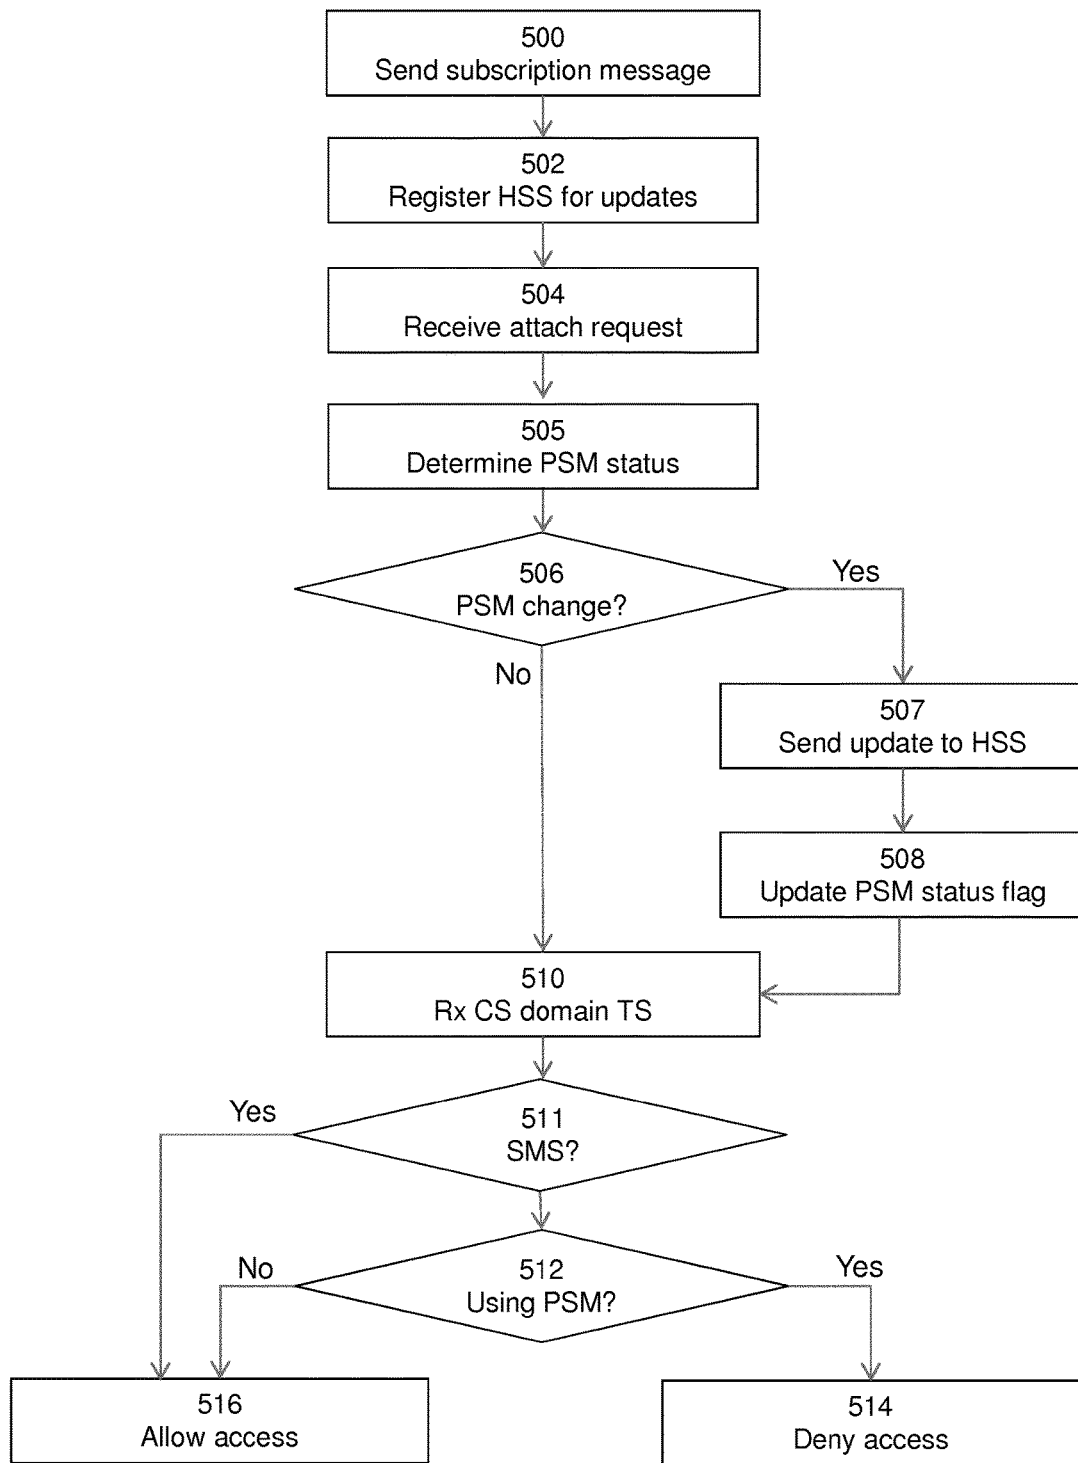 500
Send subscription message
502
Register HSS for updates
504
Receive attach request
505
Determine PSM status
506
PSM change?
Yes
No
507
Send update to HSS
508
Update PSM status flag
510
Rx CS domain TS
511
SMS?
Yes
512
Using PSM?
No
Yes
516
Allow access
514
Deny access